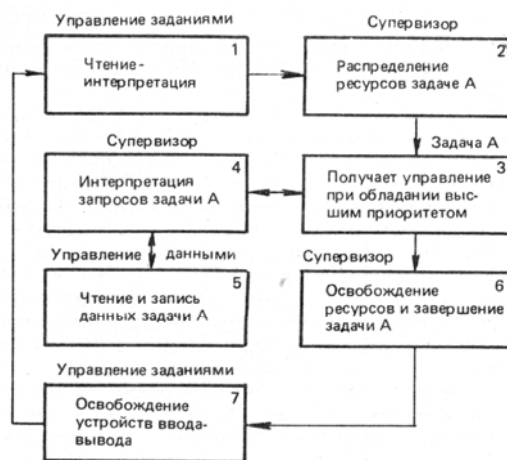 Управление заданиями
1
Чтение-
интерпретация
Супервизор
2
Распределение
ресурсов задаче А
Задача А
3
Получает управление
при обладании выс-
шим приоритетом
Супервизор
4
Интерпретация
запросов задачи А
Управление данными
5
Чтение и запись
данных задачи А
Супервизор
6
Освобождение
ресурсов и завершение
задачи А
Управление заданиями
7
Освобождение
устройств ввода-
вывода